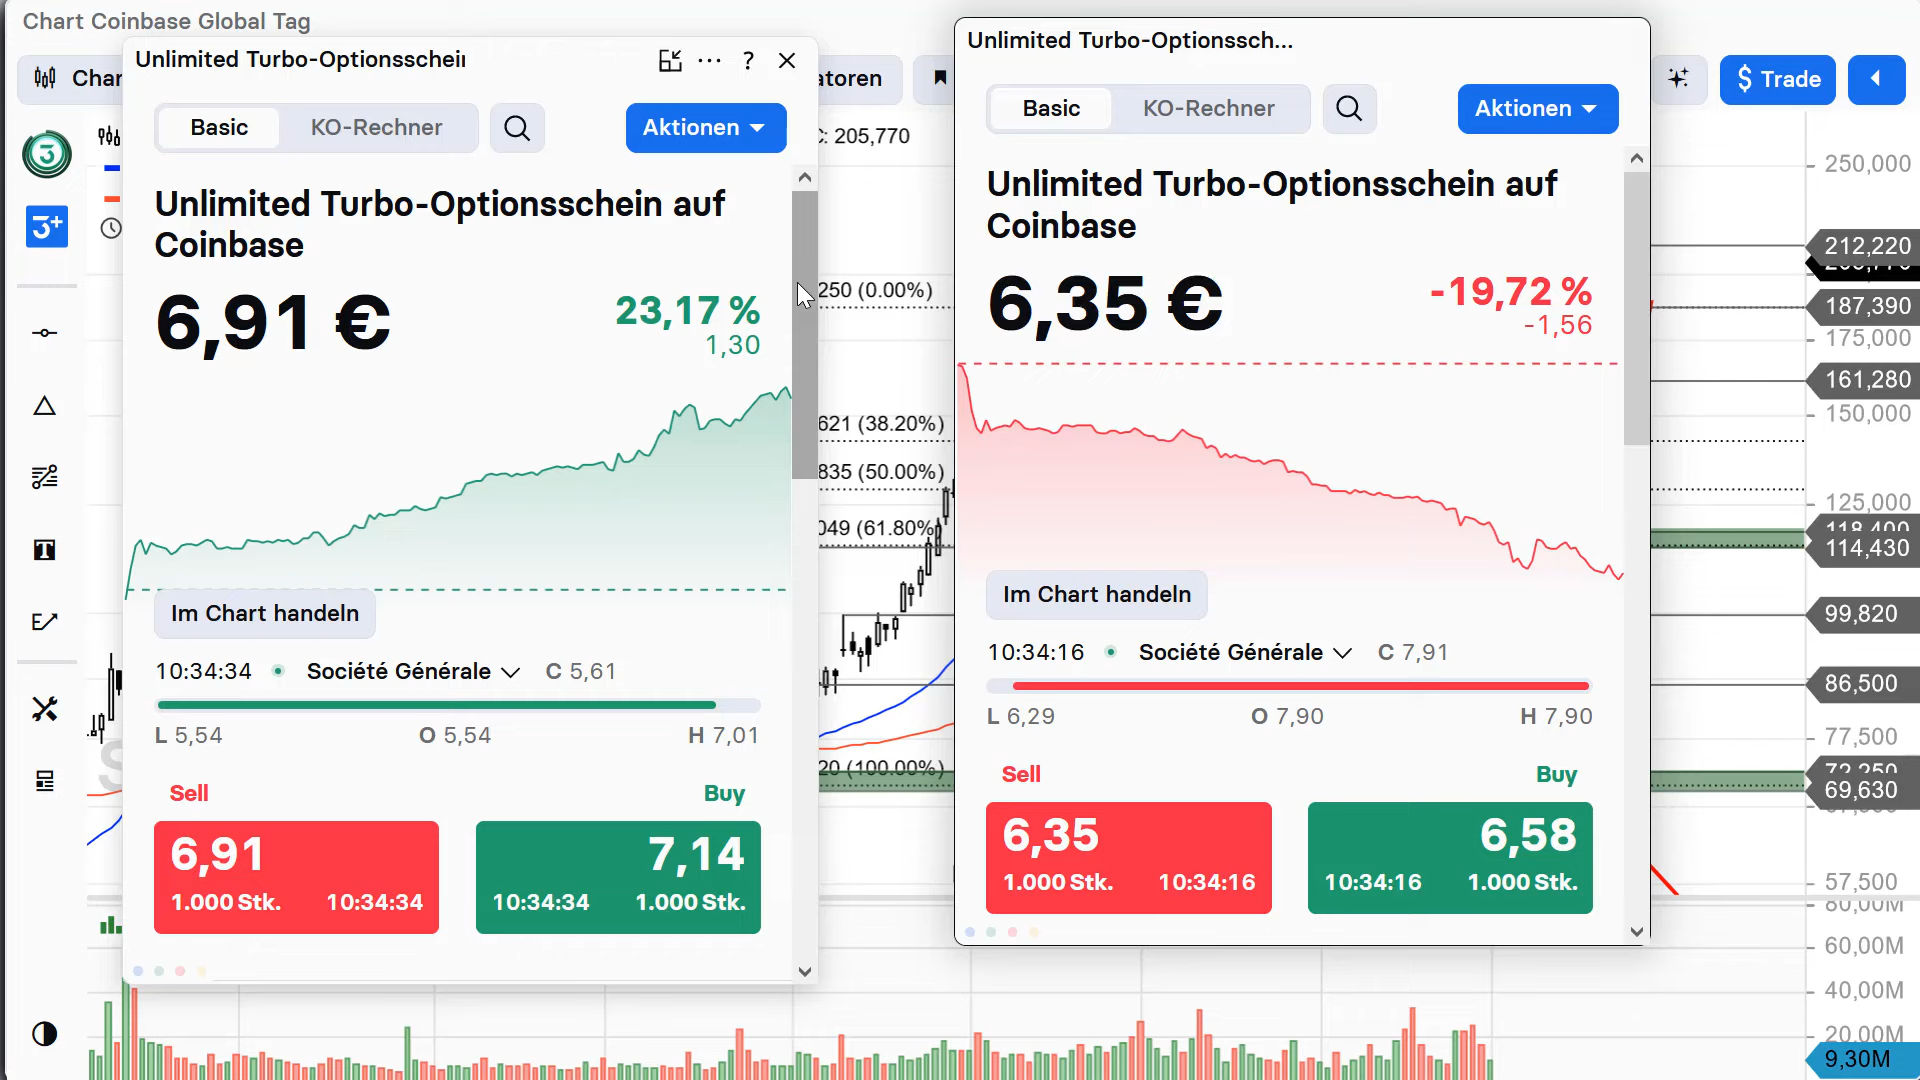 Chart Coinbase Global Tag
Unlimited Turbo-Optionsschein
Basic
KO-Rechner
Aktionen
Unlimited Turbo-Optionsschein auf
Coinbase
6,91 €
23,17 %
1,30
Im Chart handeln
10:34:34
Société Générale
C 5,61
L 5,54
O 5,54
H 7,01
Sell
Buy
6,91
1.000 Stk.
10:34:34
7,14
10:34:34
1.000 Stk.
C: 205,770
250 (0.00%)
621 (38.20%)
835 (50.00%)
049 (61.80%)
20 (100.00%)
Unlimited Turbo-Optionssch...
Basic
KO-Rechner
Aktionen
Unlimited Turbo-Optionsschein auf
Coinbase
6,35 €
-19,72 %
-1,56
Im Chart handeln
10:34:16
Société Générale
C 7,91
L 6,29
O 7,90
H 7,90
Sell
Buy
6,35
1.000 Stk.
10:34:16
6,58
10:34:16
1.000 Stk.
$ Trade
250,000
212,220
187,390
175,000
161,280
150,000
125,000
118,400
114,430
99,820
86,500
77,500
72,250
69,630
57,500
80,00M
60,00M
40,00M
20,00M
9,30M